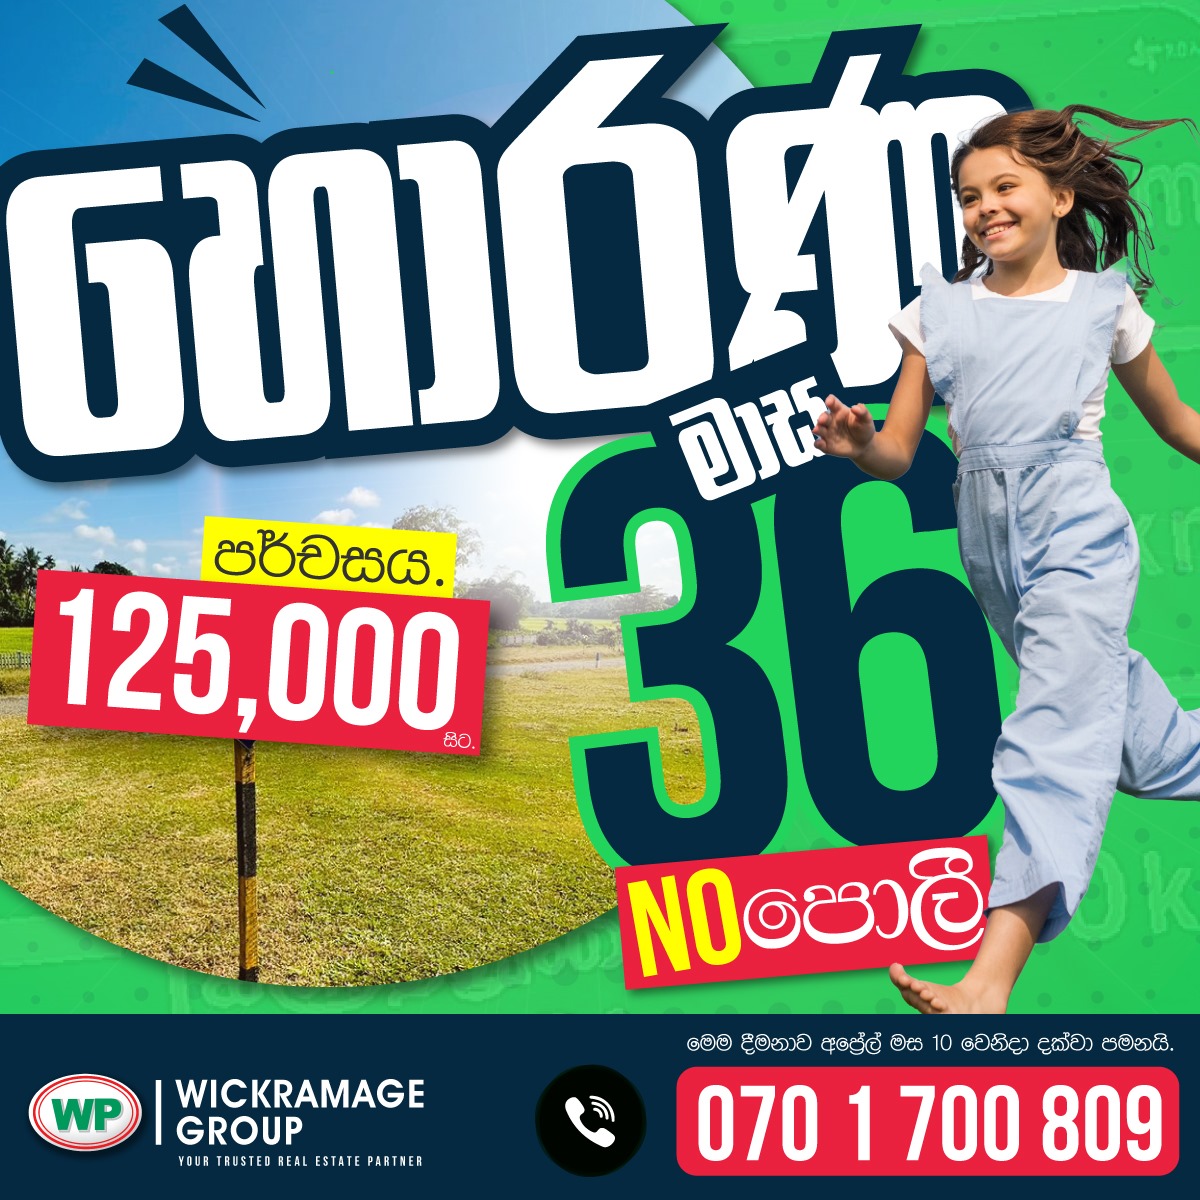 හොරණ
මාස
36
පර්චසය.
125,000
සිට.
NO පොලී
මෙම දීමනාව අප්‍රේල් මස 10 වෙනිදා දක්වා පමනයි.
WP
WICKRAMAGE
GROUP
YOUR TRUSTED REAL ESTATE PARTNER
070 1 700 809